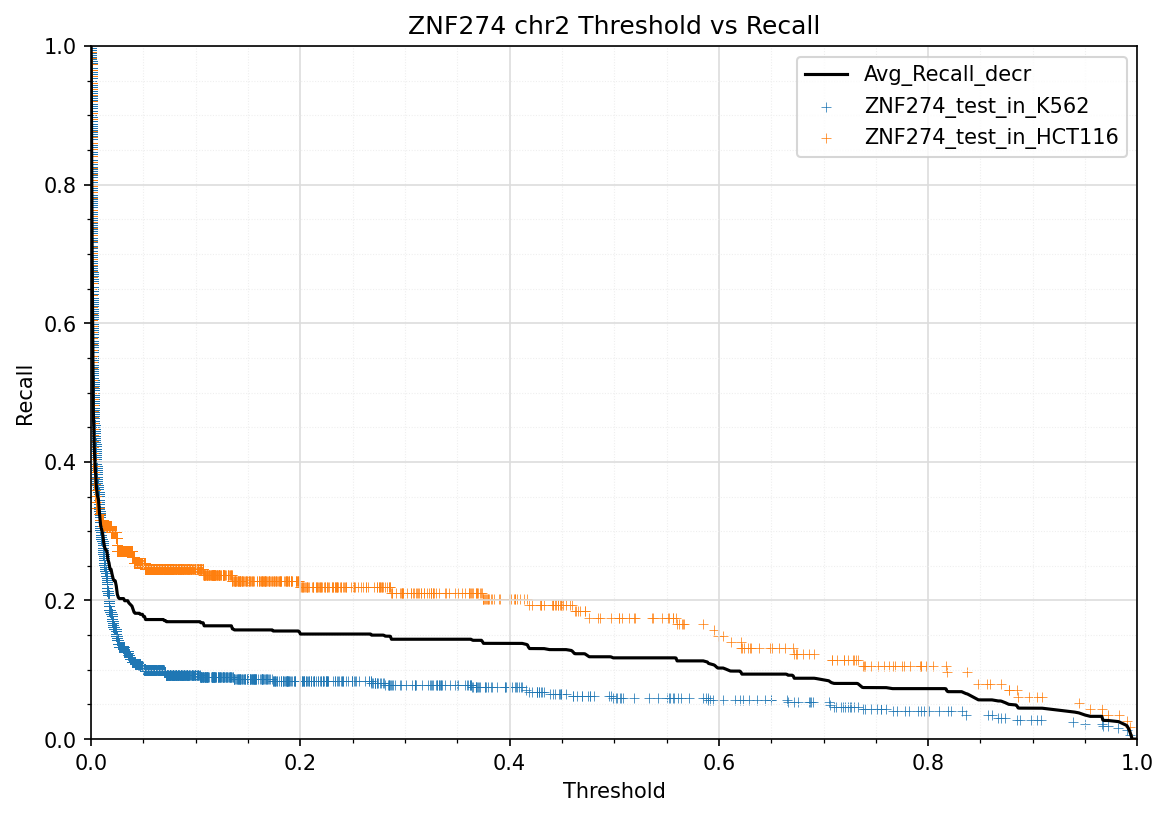 ZNF274 chr2 Threshold vs Recall
Avg_Recall_decr
ZNF274_test_in_K562
ZNF274_test_in_HCT116
Recall
1.0
0.8
0.6
0.4
0.2
0.0
0.0 0.2 0.4 0.6 0.8 1.0
Threshold